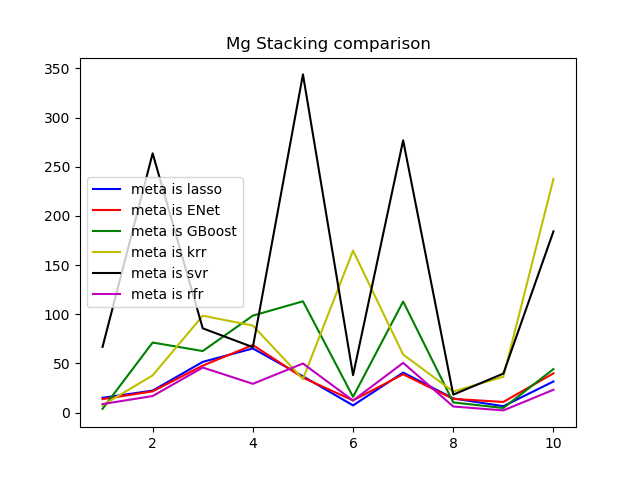 Mg Stacking comparison
350
300
250
200
150
100
50
0
meta is lasso
meta is ENet
meta is GBoost
meta is krr
meta is svr
meta is rfr
2 4 6 8 10